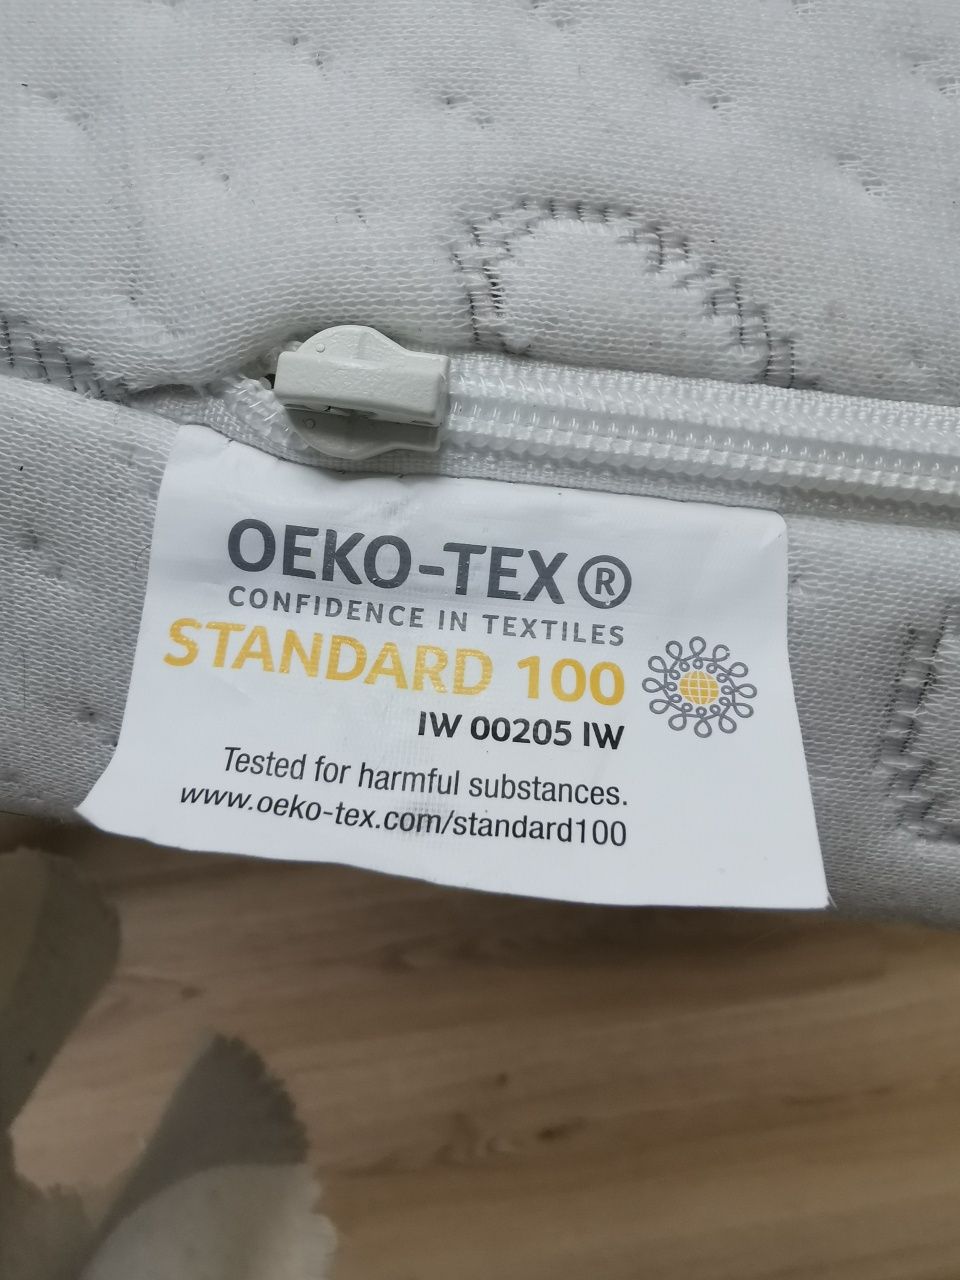 OEKO-TEX®
CONFIDENCE IN TEXTILES
STANDARD 100
IW 00205 IW
Tested for harmful substances.
www.oeko-tex.com/standard100